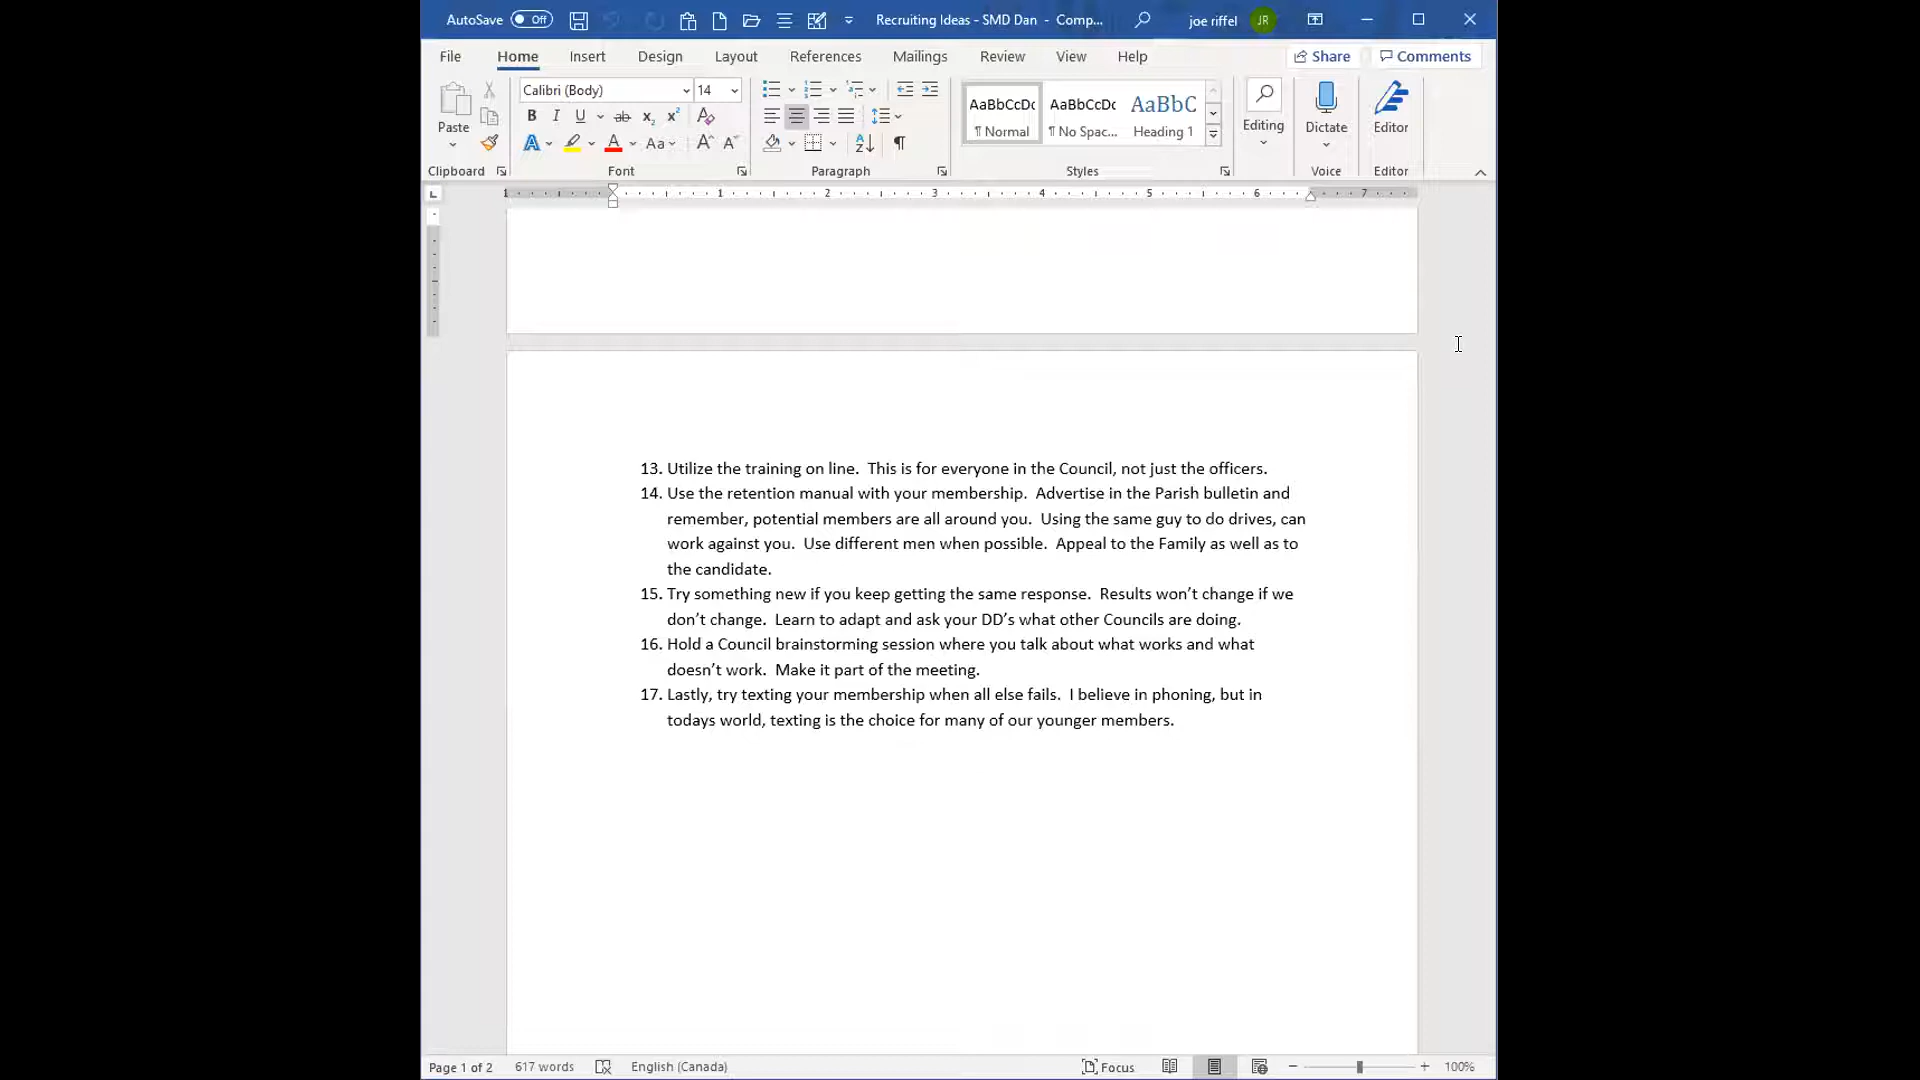 AutoSave Off Recruiting Ideas - SMD Dan - Comp... joe riffel JR
File Home Insert Design Layout References Mailings Review View Help Share Comments
Paste Calibri (Body) 14 AaBbCcDc AaBbCcDc AaBbC
¶ Normal ¶ No Spac... Heading 1 Editing Dictate Editor
Clipboard Font Paragraph Styles Voice Editor
1 1 2 3 4 5 6 7
13. Utilize the training on line.  This is for everyone in the Council, not just the officers.
14. Use the retention manual with your membership.  Advertise in the Parish bulletin and
remember, potential members are all around you.  Using the same guy to do drives, can
work against you.  Use different men when possible.  Appeal to the Family as well as to
the candidate.
15. Try something new if you keep getting the same response.  Results won’t change if we
don’t change.  Learn to adapt and ask your DD’s what other Councils are doing.
16. Hold a Council brainstorming session where you talk about what works and what
doesn’t work.  Make it part of the meeting.
17. Lastly, try texting your membership when all else fails.  I believe in phoning, but in
todays world, texting is the choice for many of our younger members.
Page 1 of 2 617 words English (Canada) Focus 100%